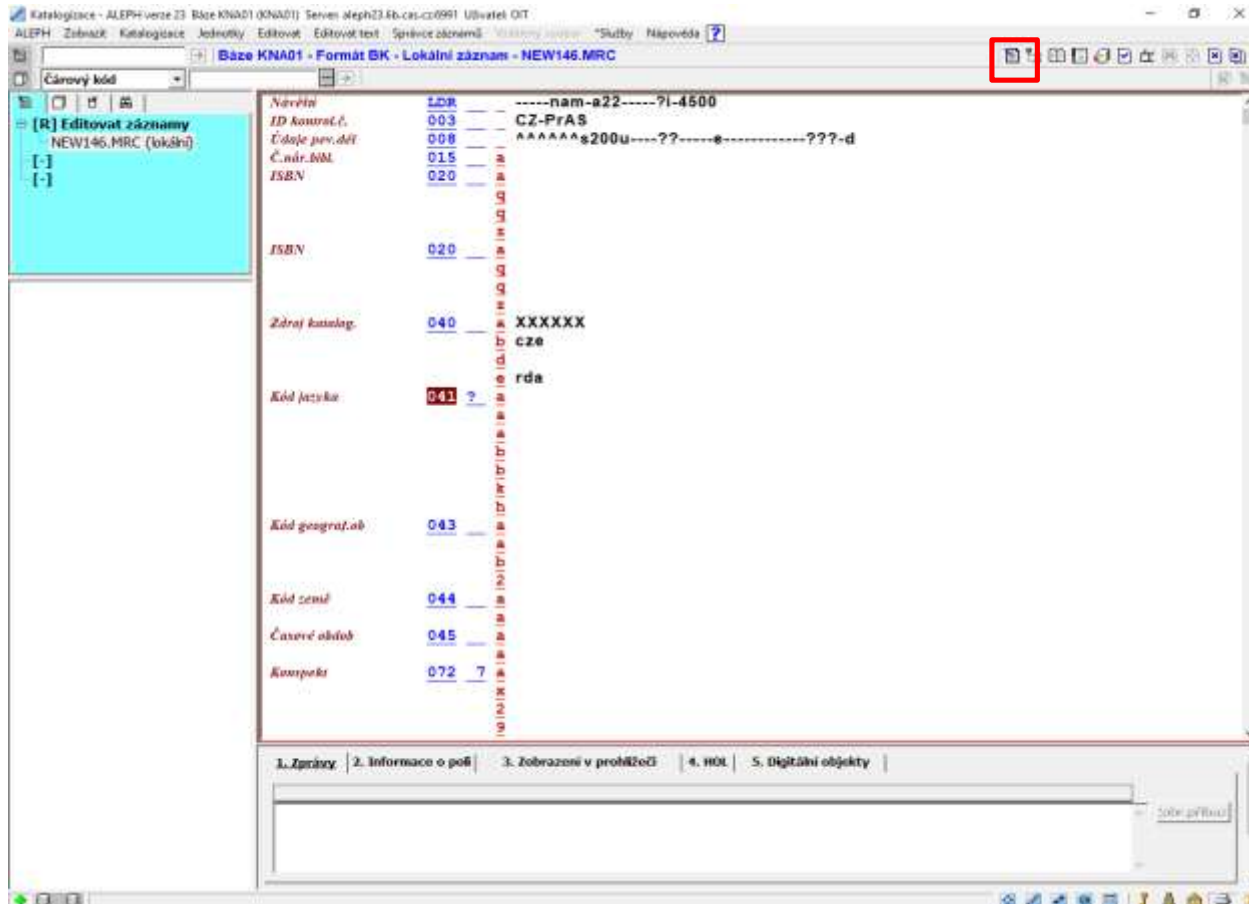 Katalogizace - ALEPH verze 23 Báze KNA01 (KNA01) Server: aleph23.lib.cas.cz:6991 Uživatel: OIT
ALEPH Zobrazit Katalogizace Jednotky Editovat Editovat text Správce záznamů *Služby Nápověda ?
Báze KNA01 - Formát BK - Lokální záznam - NEW146.MRC
Čárový kód
[R] Editovat záznamy
NEW146.MRC (lokální)
[-]
[-]
Návěští LDR -----nam-a22-----?i-4500
ID kontrol.č. 003 CZ-PrAS
Údaje pev.dél 008 ^^^^^^s200u----??-----e------------???-d
Č.nár.bibl. 015 a
ISBN 020 a
q
q
z
ISBN 020 a
q
q
z
Zdroj katalog. 040 a XXXXXX
b cze
d
e rda
Kód jazyka 041 ? a
a
a
b
b
k
h
Kód geograf.ob 043 a
a
b
2
Kód země 044 a
a
Časové obdob 045 a
a
Konspekt 072 7 a
x
2
9
1. Zprávy 2. Informace o poli 3. Zobrazení v prohlížeči 4. HOL 5. Digitální objekty